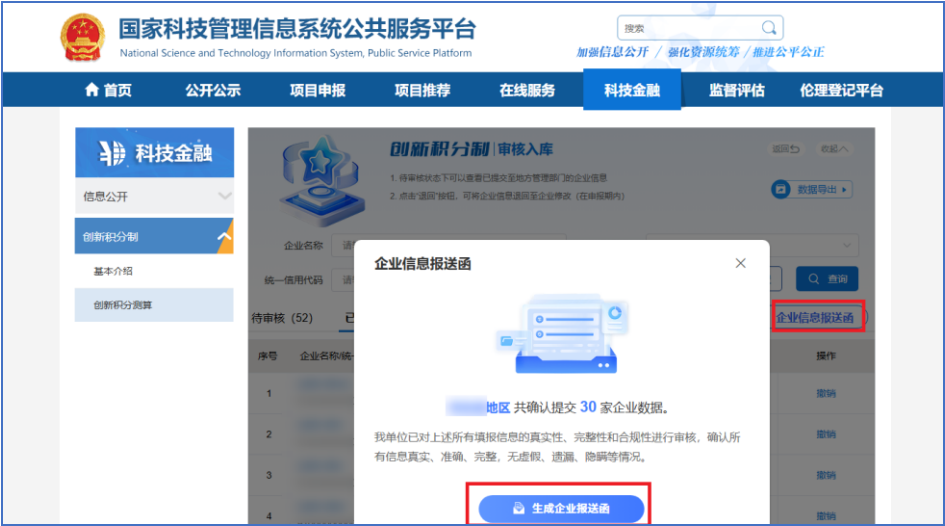 国家科技管理信息系统公共服务平台
National Science and Technology Information System, Public Service Platform
搜索
加强信息公开 / 强化资源统筹 / 推进公平公正
首页 公开公示 项目申报 项目推荐 在线服务 科技金融 监督评估 伦理登记平台
科技金融
信息公开
创新积分制
基本介绍
创新积分测算
创新积分制 | 审核入库
返回 收起
1. 待审核状态下可以查看已提交至地方管理部门的企业信息
2. 点击"退回"按钮，可将企业信息退回至企业修改（在申报期内）
数据导出
企业名称
统一信用代码
查询
待审核 (52)
企业信息报送函
序号 企业名称/统一 操作
1 撤销
2 撤销
3 撤销
4 撤销
企业信息报送函
地区 共确认提交 30 家企业数据。
我单位已对上述所有填报信息的真实性、完整性和合规性进行审核，确认所
有信息真实、准确、完整，无虚假、遗漏、隐瞒等情况。
生成企业报送函